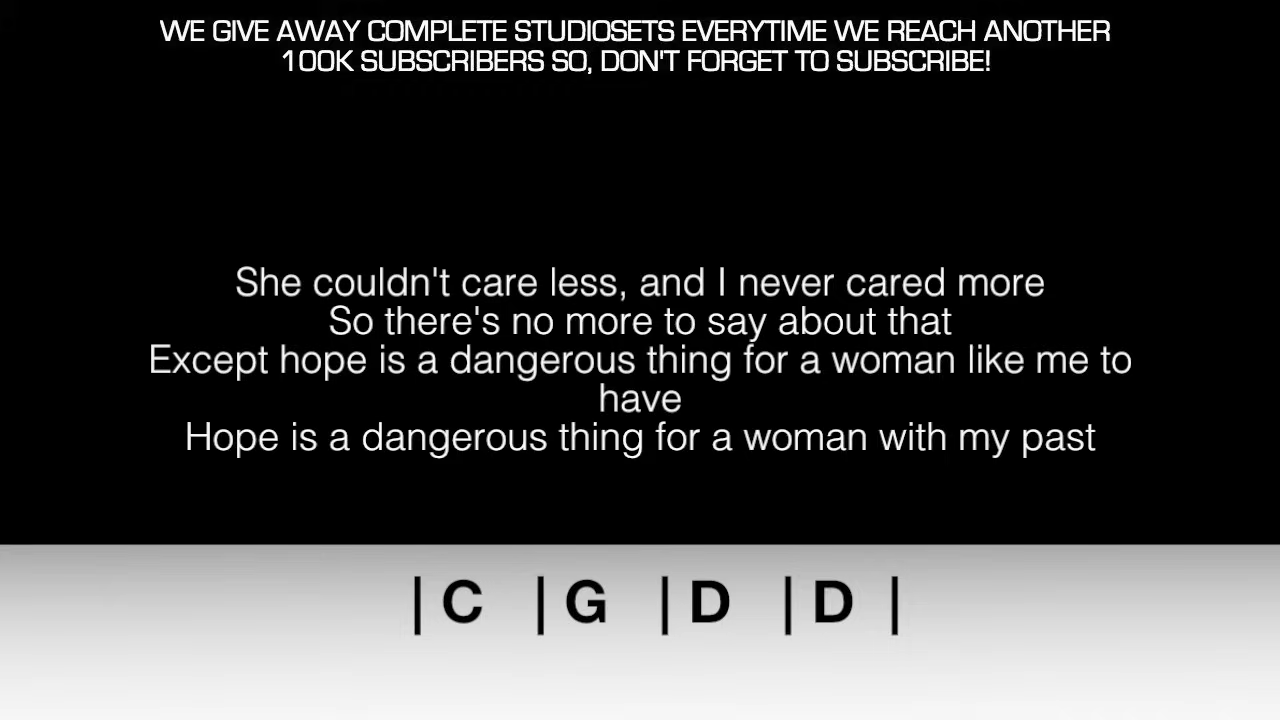 WE GIVE AWAY COMPLETE STUDIOSETS EVERYTIME WE REACH ANOTHER
100K SUBSCRIBERS SO, DON'T FORGET TO SUBSCRIBE!
She couldn't care less, and I never cared more
So there's no more to say about that
Except hope is a dangerous thing for a woman like me to
have
Hope is a dangerous thing for a woman with my past
| C | G | D | D |